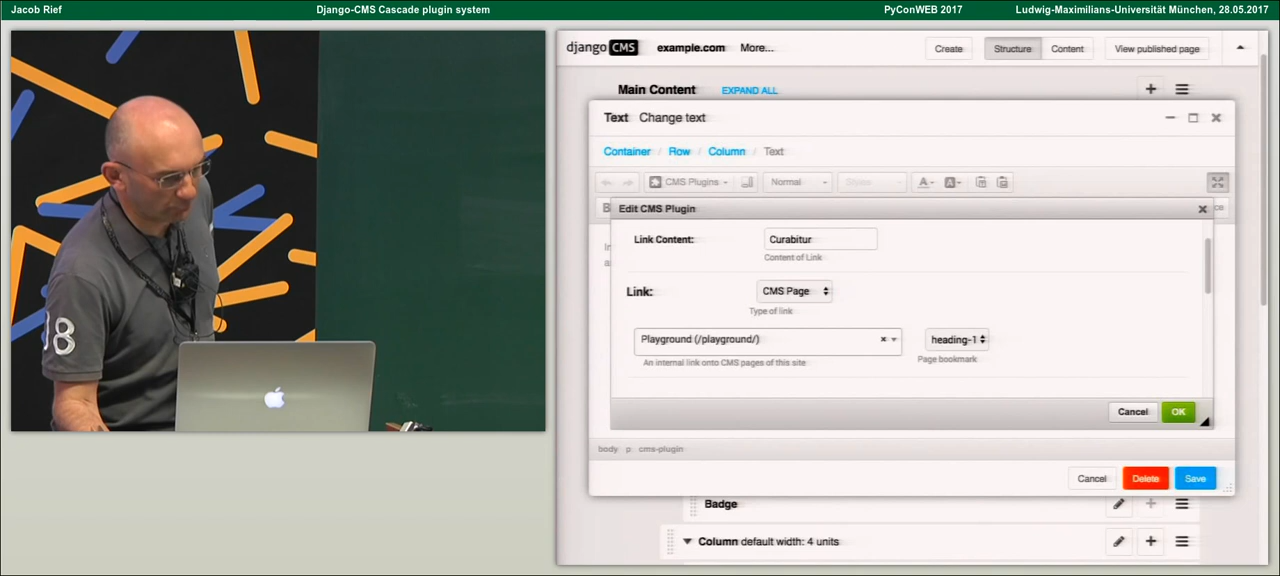 Jacob Rief
Django-CMS Cascade plugin system
PyConWEB 2017
Ludwig-Maximilians-Universität München, 28.05.2017
django CMS example.com More... Create Structure Content View published page
Main Content EXPAND ALL
Text Change text
Container / Row / Column / Text
CMS Plugins Normal Styles A A
B
Edit CMS Plugin
Link Content: Curabitur
Content of Link
Link: CMS Page
Type of link
Playground (/playground/) heading-1
An internal link onto CMS pages of this site
Page bookmark
Cancel OK
body p cms-plugin
Cancel Delete Save
Badge
Column default width: 4 units
38